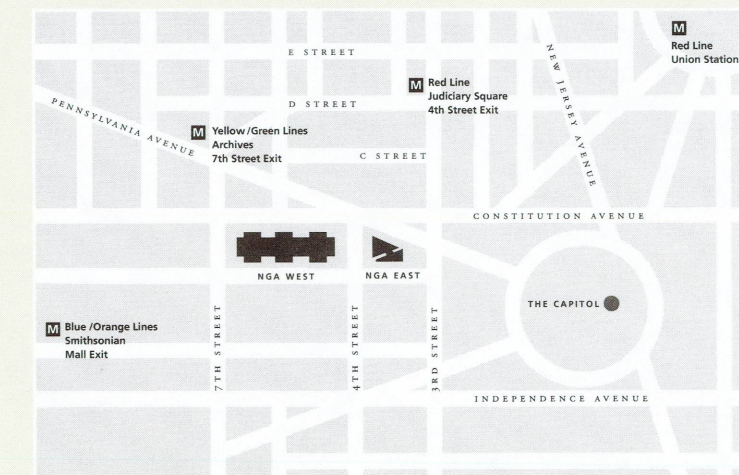 E STREET
M
Red Line
Union Station
NEW JERSEY AVENUE
M Red Line
Judiciary Square
4th Street Exit
D STREET
PENNSYLVANIA AVENUE
M Yellow/Green Lines
Archives
7th Street Exit
C STREET
CONSTITUTION AVENUE
NGA WEST
NGA EAST
THE CAPITOL
M Blue/Orange Lines
Smithsonian
Mall Exit
7TH STREET
4TH STREET
3RD STREET
INDEPENDENCE AVENUE